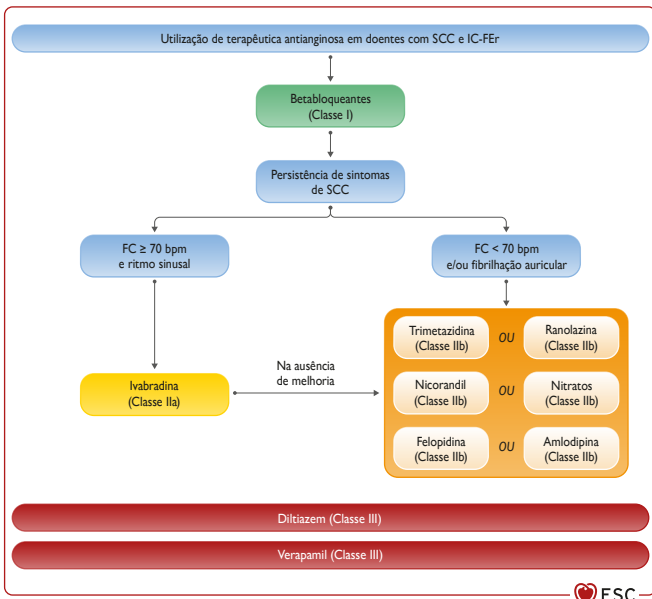 Utilização de terapêutica antianginosa em doentes com SCC e IC-FEr
Betabloqueantes
(Classe I)
Persistência de sintomas
de SCC
FC ≥ 70 bpm
e ritmo sinusal
FC < 70 bpm
e/ou fibrilhação auricular
Trimetazidina
(Classe IIb)
OU
Ranolazina
(Classe IIb)
Ivabradina
(Classe IIa)
Na ausência
de melhoria
Nicorandil
(Classe IIb)
OU
Nitratos
(Classe IIb)
Felopidina
(Classe IIb)
OU
Amlodipina
(Classe IIb)
Diltiazem (Classe III)
Verapamil (Classe III)
ESC